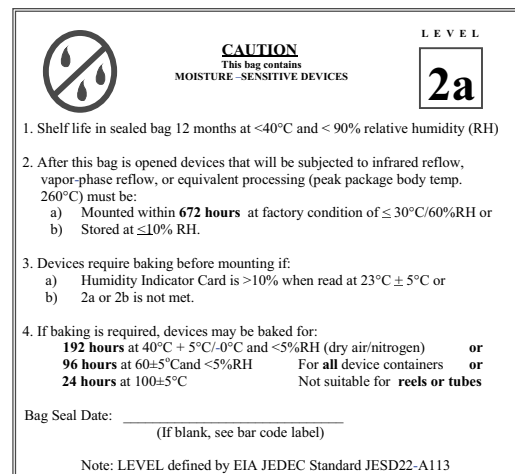 LEVEL
CAUTION
This bag contains
MOISTURE –SENSITIVE DEVICES
2a
1. Shelf life in sealed bag 12 months at <40°C and < 90% relative humidity (RH)
2. After this bag is opened devices that will be subjected to infrared reflow,
vapor-phase reflow, or equivalent processing (peak package body temp.
260°C) must be:
a) Mounted within 672 hours at factory condition of ≤ 30°C/60%RH or
b) Stored at ≤10% RH.
3. Devices require baking before mounting if:
a) Humidity Indicator Card is >10% when read at 23°C ± 5°C or
b) 2a or 2b is not met.
4. If baking is required, devices may be baked for:
192 hours at 40°C + 5°C/-0°C and <5%RH (dry air/nitrogen) or
96 hours at 60±5°Cand <5%RH For all device containers or
24 hours at 100±5°C Not suitable for reels or tubes
Bag Seal Date: ______________________________
(If blank, see bar code label)
Note: LEVEL defined by EIA JEDEC Standard JESD22-A113